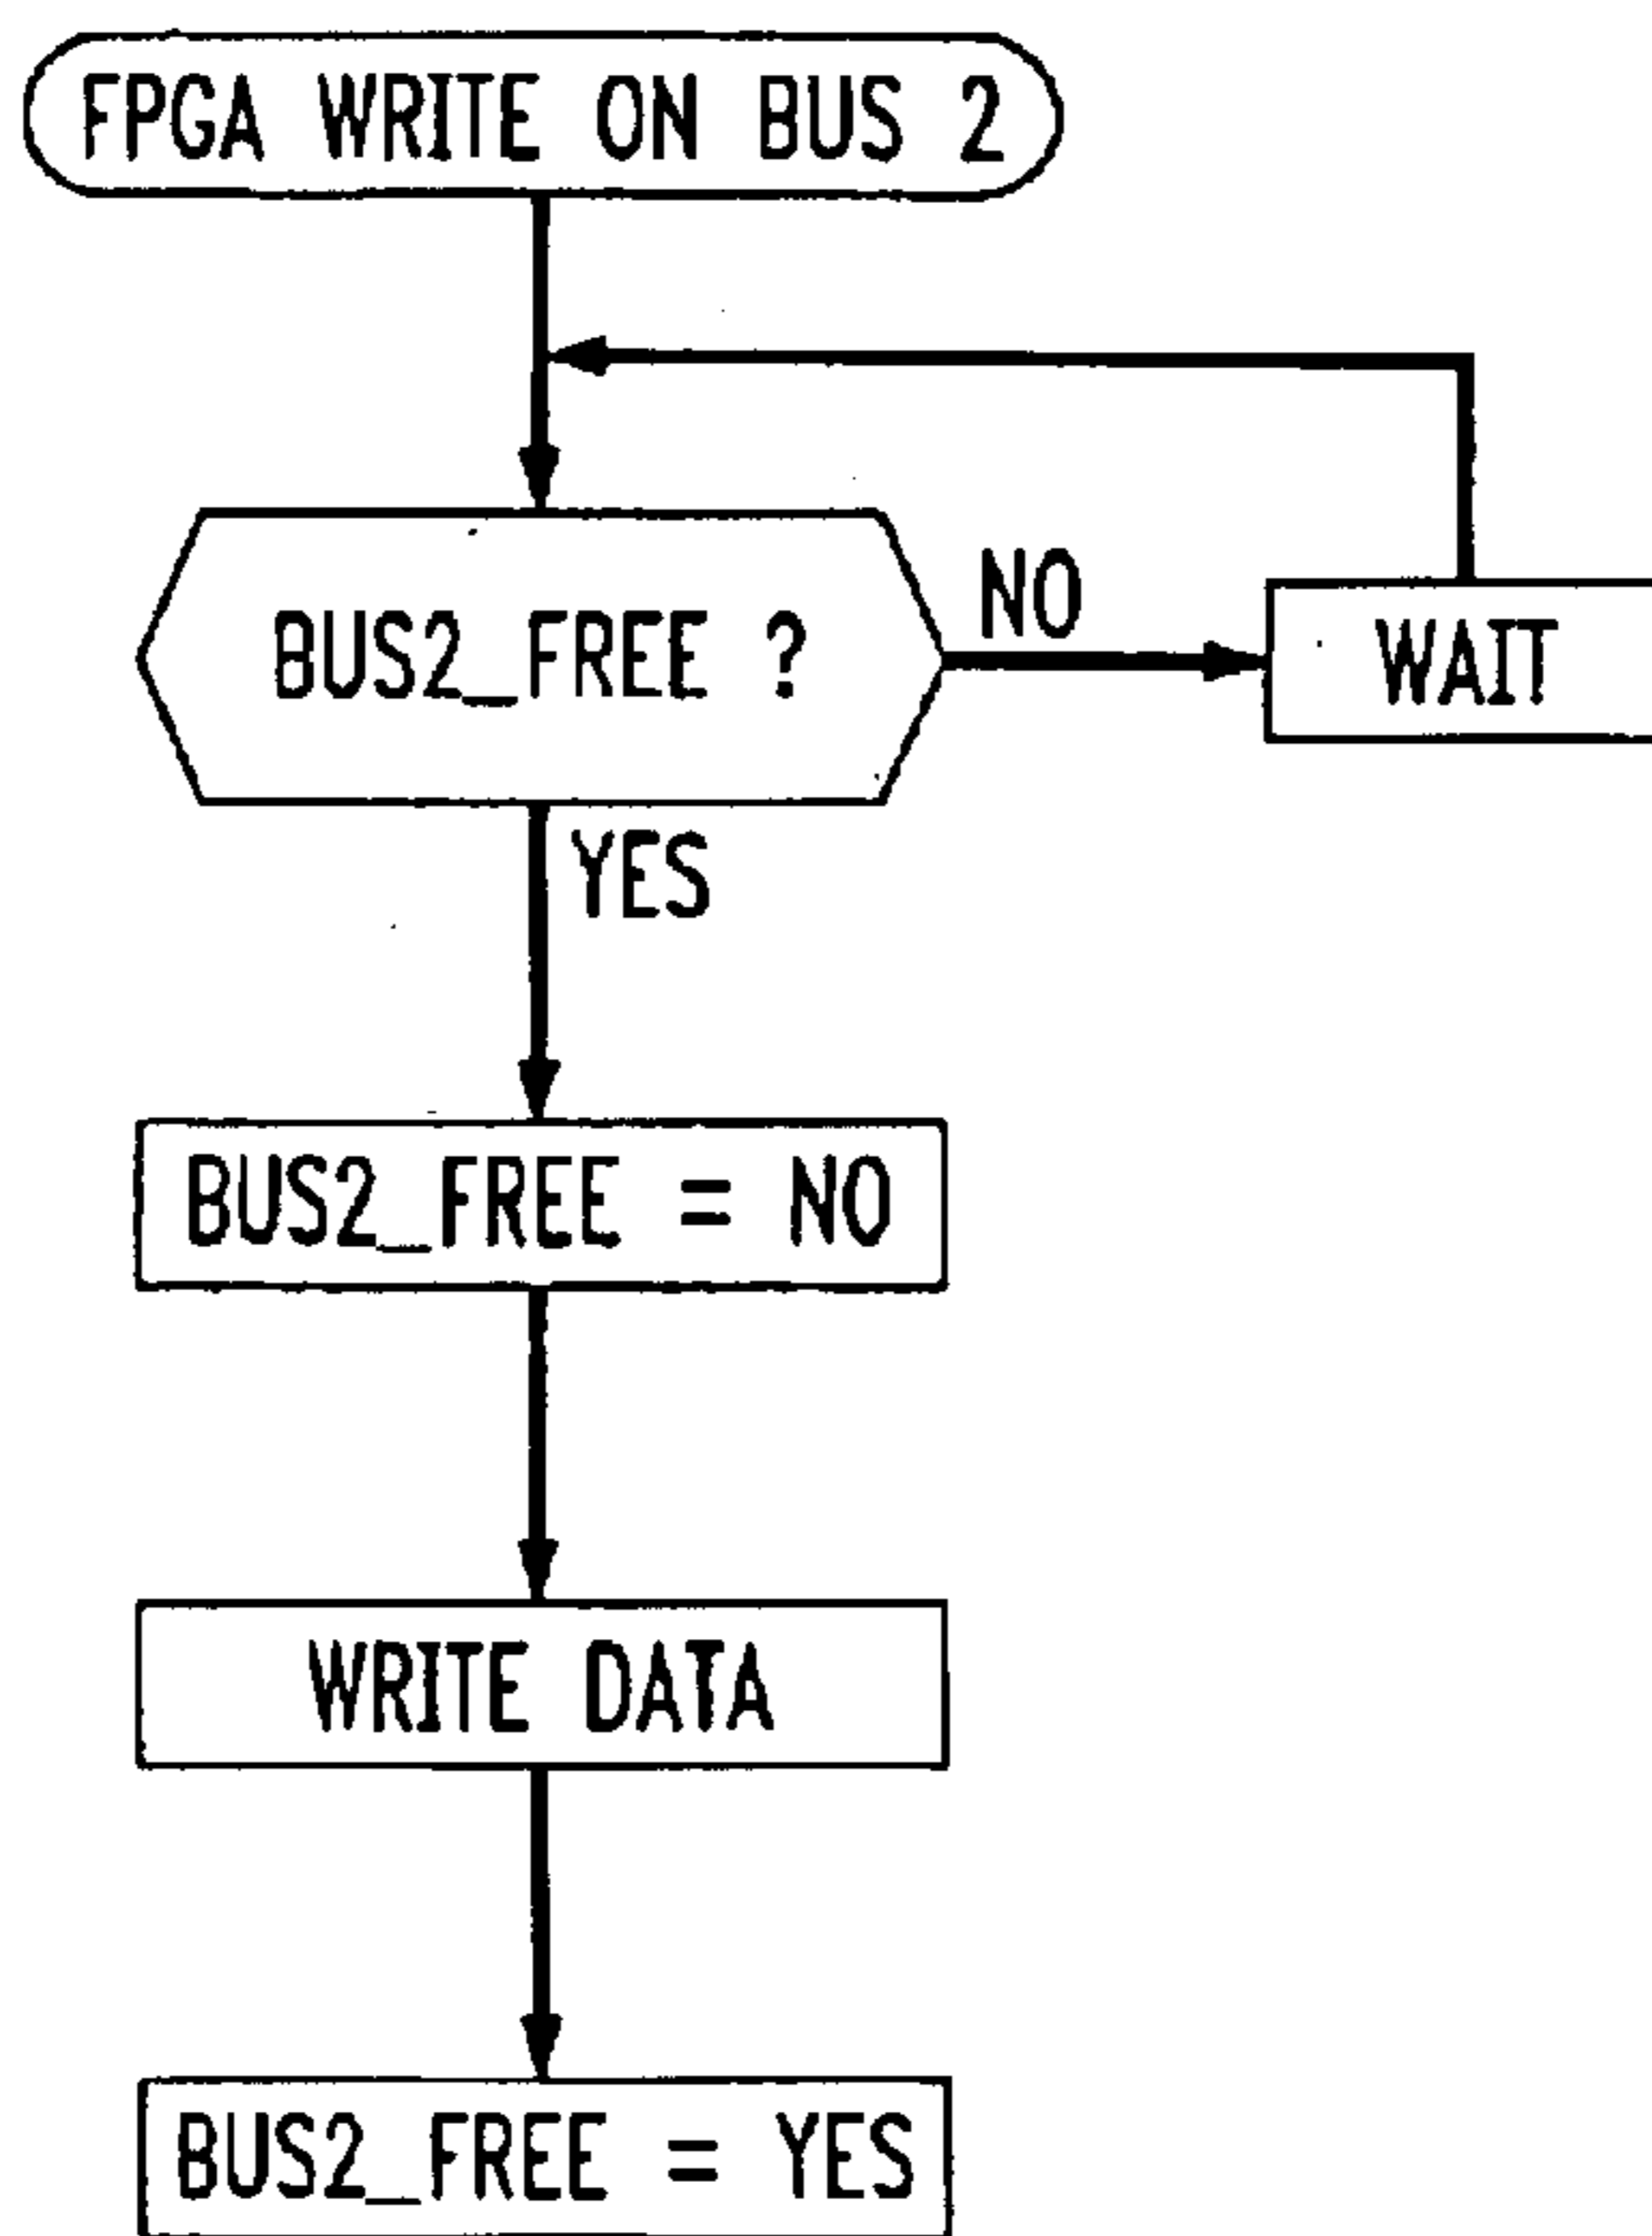 FPGA WRITE ON BUS 2
BUS2_FREE ?
NO
WAIT
YES
BUS2_FREE = NO
WRITE DATA
BUS2_FREE = YES